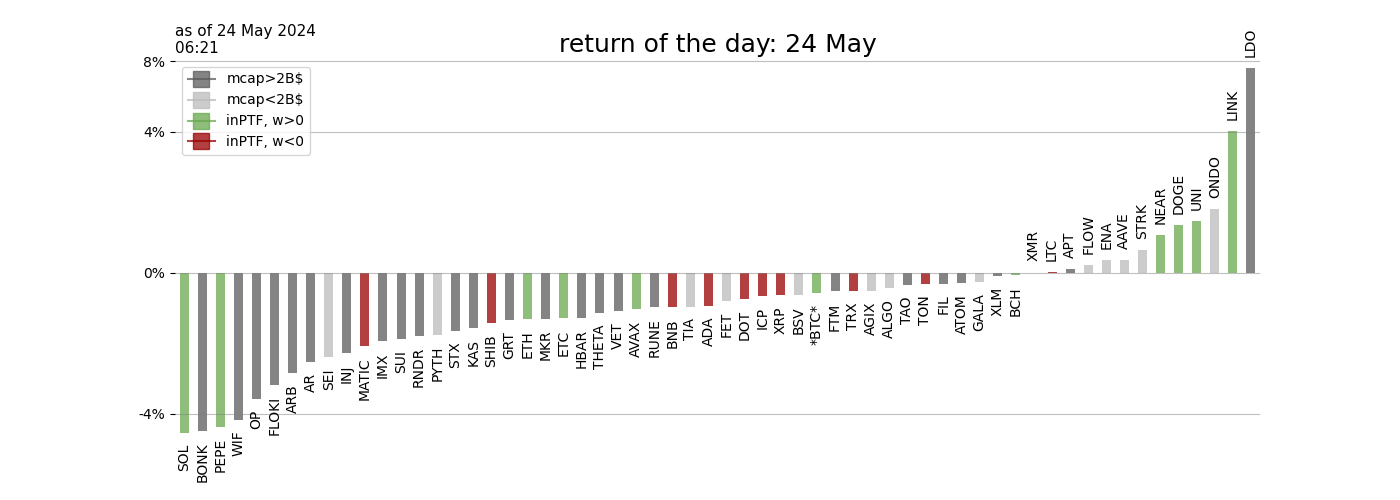 as of 24 May 2024
06:21
return of the day: 24 May
8%
4%
0%
-4%
mcap>2B$
mcap<2B$
inPTF, w>0
inPTF, w<0
SOL
BONK
PEPE
WIF
OP
FLOKI
ARB
AR
SEI
INJ
MATIC
IMX
SUI
RNDR
PYTH
STX
KAS
SHIB
GRT
ETH
MKR
ETC
HBAR
THETA
VET
AVAX
RUNE
BNB
TIA
ADA
FET
DOT
ICP
XRP
BSV
*BTC*
FTM
TRX
AGIX
ALGO
TAO
TON
FIL
ATOM
GALA
XLM
BCH
XMR
LTC
APT
FLOW
ENA
AAVE
STRK
NEAR
DOGE
UNI
ONDO
LINK
LDO